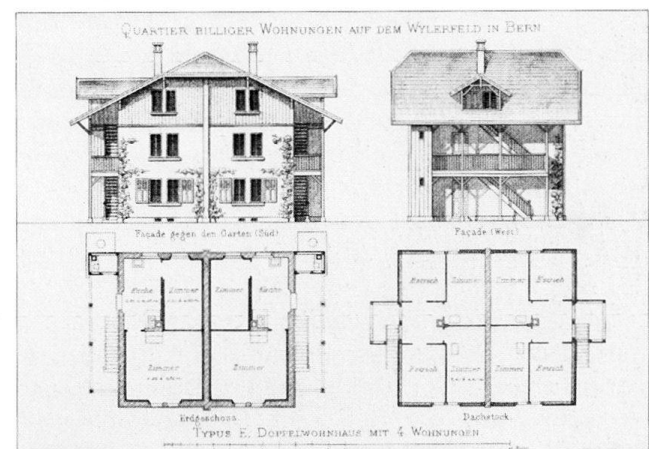 QUARTIER BILLIGER WOHNUNGEN AUF DEM WYLERFELD IN BERN
Façade gegen den Garten (Süd)
Façade (West)
Küche Zimmer Zimmer Küche
Zimmer Zimmer
Estrich Zimmer Zimmer Estrich
Estrich Zimmer Zimmer Estrich
Erdgeschoss.
Dachstock.
TYPUS E. DOPPELWOHNHAUS MIT 4 WOHNUNGEN